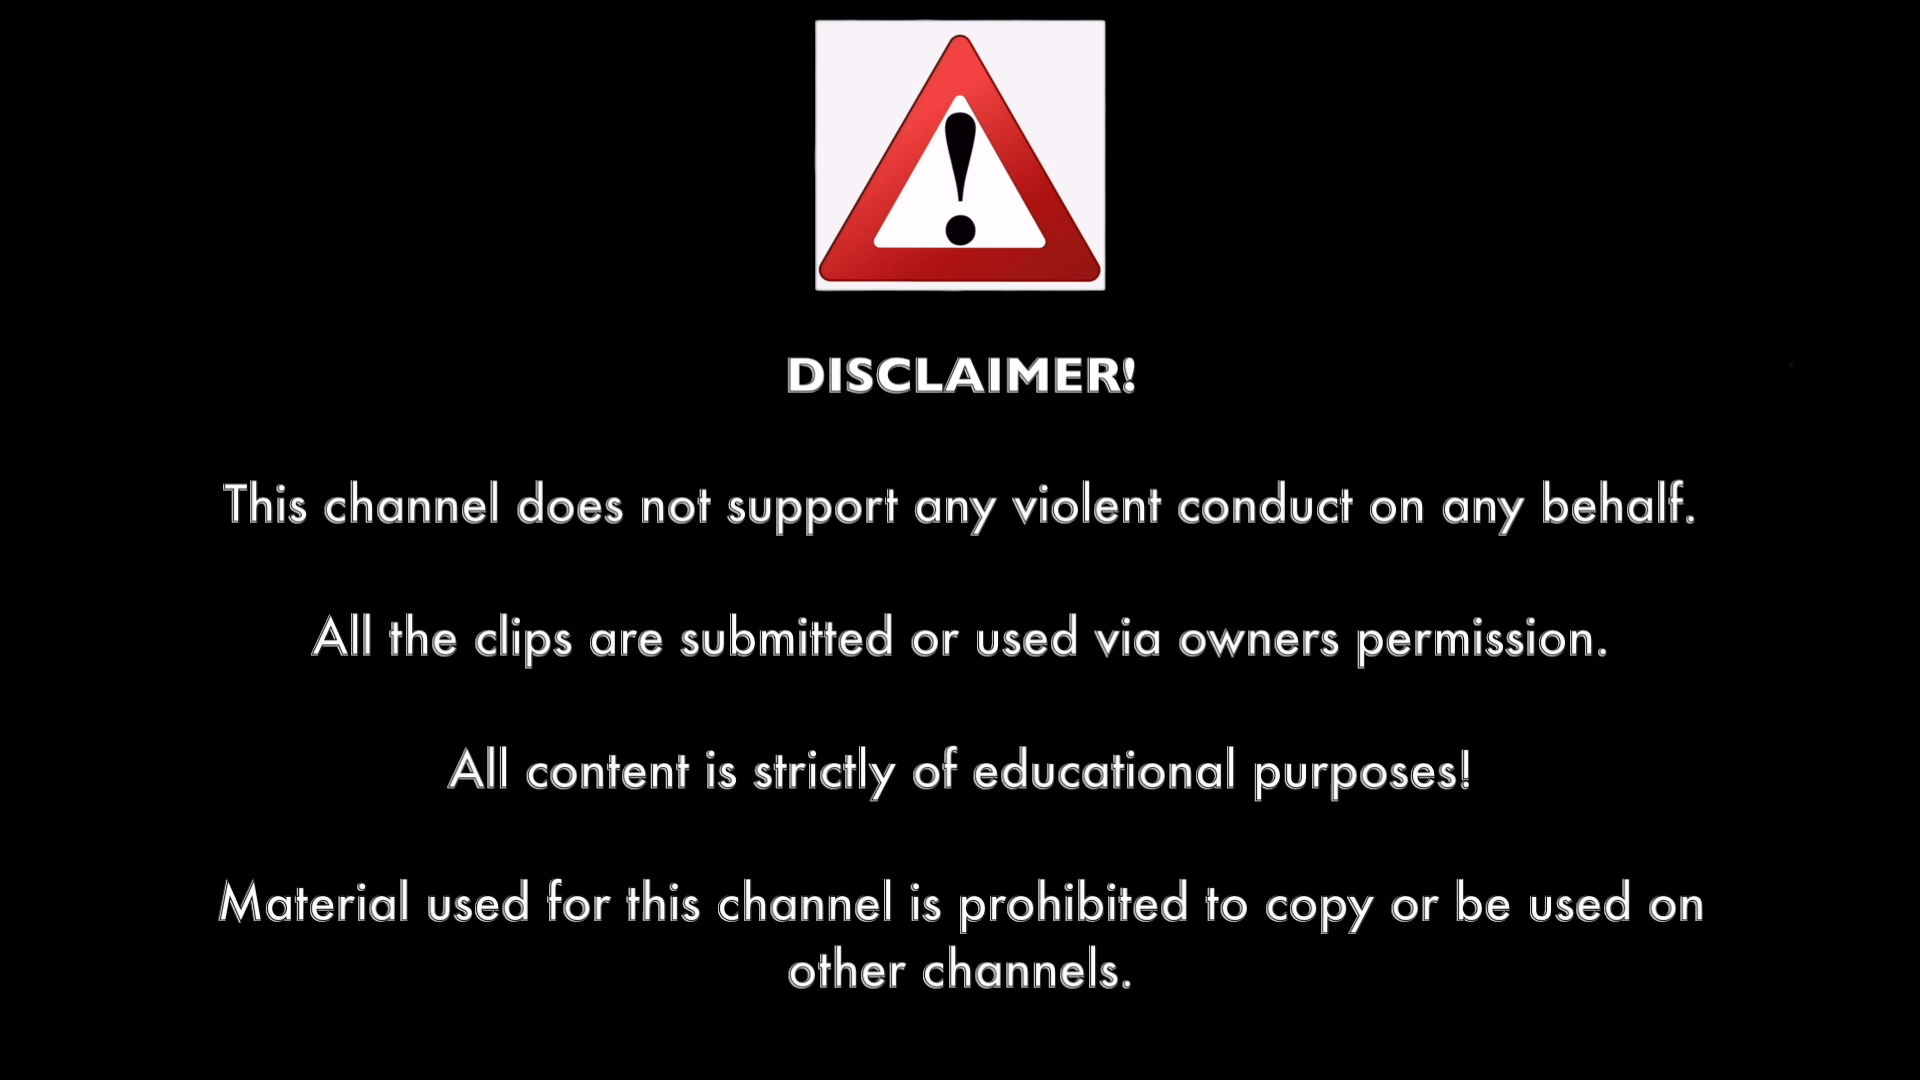 DISCLAIMER!
This channel does not support any violent conduct on any behalf.
All the clips are submitted or used via owners permission.
All content is strictly of educational purposes!
Material used for this channel is prohibited to copy or be used on
other channels.